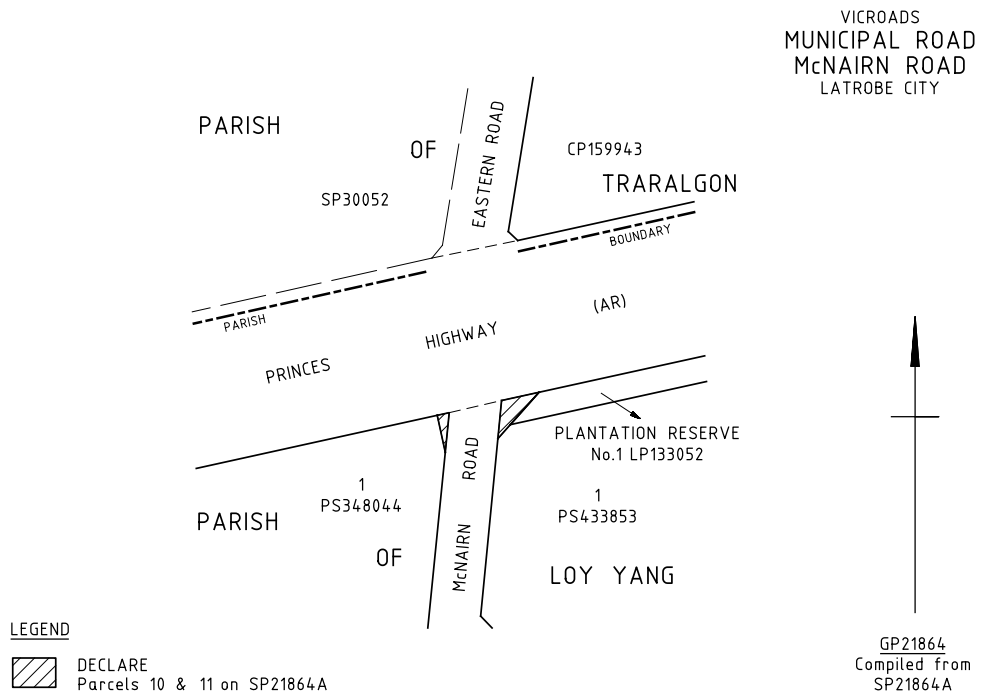 VICROADS
MUNICIPAL ROAD
McNAIRN ROAD
LATROBE CITY
PARISH
OF
EASTERN ROAD
CP159943
TRARALGON
SP30052
BOUNDARY
PARISH
(AR)
HIGHWAY
PRINCES
PLANTATION RESERVE
No.1 LP133052
ROAD
1
PS348044
1
PS433853
PARISH
OF
McNAIRN
LOY YANG
LEGEND
DECLARE
Parcels 10 & 11 on SP21864A
GP21864
Compiled from
SP21864A